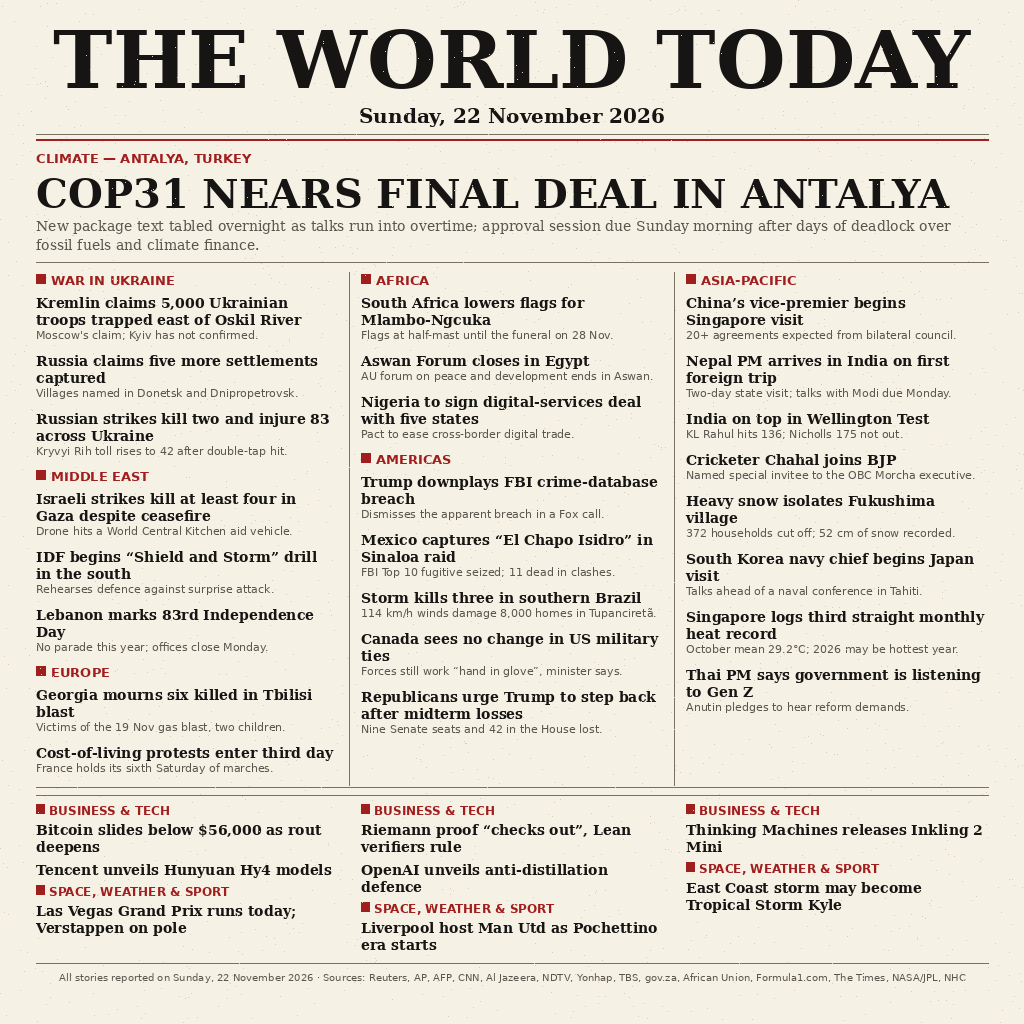 THE WORLD TODAY
Sunday, 22 November 2026
CLIMATE — ANTALYA, TURKEY
COP31 NEARS FINAL DEAL IN ANTALYA
New package text tabled overnight as talks run into overtime; approval session due Sunday morning after days of deadlock over
fossil fuels and climate finance.
WAR IN UKRAINE
Kremlin claims 5,000 Ukrainian
troops trapped east of Oskil River
Moscow's claim; Kyiv has not confirmed.
Russia claims five more settlements
captured
Villages named in Donetsk and Dnipropetrovsk.
Russian strikes kill two and injure 83
across Ukraine
Kryvyi Rih toll rises to 42 after double-tap hit.
MIDDLE EAST
Israeli strikes kill at least four in
Gaza despite ceasefire
Drone hits a World Central Kitchen aid vehicle.
IDF begins “Shield and Storm” drill
in the south
Rehearses defence against surprise attack.
Lebanon marks 83rd Independence
Day
No parade this year; offices close Monday.
EUROPE
Georgia mourns six killed in Tbilisi
blast
Victims of the 19 Nov gas blast, two children.
Cost-of-living protests enter third day
France holds its sixth Saturday of marches.
AFRICA
South Africa lowers flags for
Mlambo-Ngcuka
Flags at half-mast until the funeral on 28 Nov.
Aswan Forum closes in Egypt
AU forum on peace and development ends in Aswan.
Nigeria to sign digital-services deal
with five states
Pact to ease cross-border digital trade.
AMERICAS
Trump downplays FBI crime-database
breach
Dismisses the apparent breach in a Fox call.
Mexico captures “El Chapo Isidro” in
Sinaloa raid
FBI Top 10 fugitive seized; 11 dead in clashes.
Storm kills three in southern Brazil
114 km/h winds damage 8,000 homes in Tupanciretã.
Canada sees no change in US military
ties
Forces still work “hand in glove”, minister says.
Republicans urge Trump to step back
after midterm losses
Nine Senate seats and 42 in the House lost.
ASIA-PACIFIC
China’s vice-premier begins
Singapore visit
20+ agreements expected from bilateral council.
Nepal PM arrives in India on first
foreign trip
Two-day state visit; talks with Modi due Monday.
India on top in Wellington Test
KL Rahul hits 136; Nicholls 175 not out.
Cricketer Chahal joins BJP
Named special invitee to the OBC Morcha executive.
Heavy snow isolates Fukushima
village
372 households cut off; 52 cm of snow recorded.
South Korea navy chief begins Japan
visit
Talks ahead of a naval conference in Tahiti.
Singapore logs third straight monthly
heat record
October mean 29.2°C; 2026 may be hottest year.
Thai PM says government is listening
to Gen Z
Anutin pledges to hear reform demands.
BUSINESS & TECH
Bitcoin slides below $56,000 as rout
deepens
Tencent unveils Hunyuan Hy4 models
SPACE, WEATHER & SPORT
Las Vegas Grand Prix runs today;
Verstappen on pole
BUSINESS & TECH
Riemann proof “checks out”, Lean
verifiers rule
OpenAI unveils anti-distillation
defence
SPACE, WEATHER & SPORT
Liverpool host Man Utd as Pochettino
era starts
BUSINESS & TECH
Thinking Machines releases Inkling 2
Mini
SPACE, WEATHER & SPORT
East Coast storm may become
Tropical Storm Kyle
All stories reported on Sunday, 22 November 2026 · Sources: Reuters, AP, AFP, CNN, Al Jazeera, NDTV, Yonhap, TBS, gov.za, African Union, Formula1.com, The Times, NASA/JPL, NHC